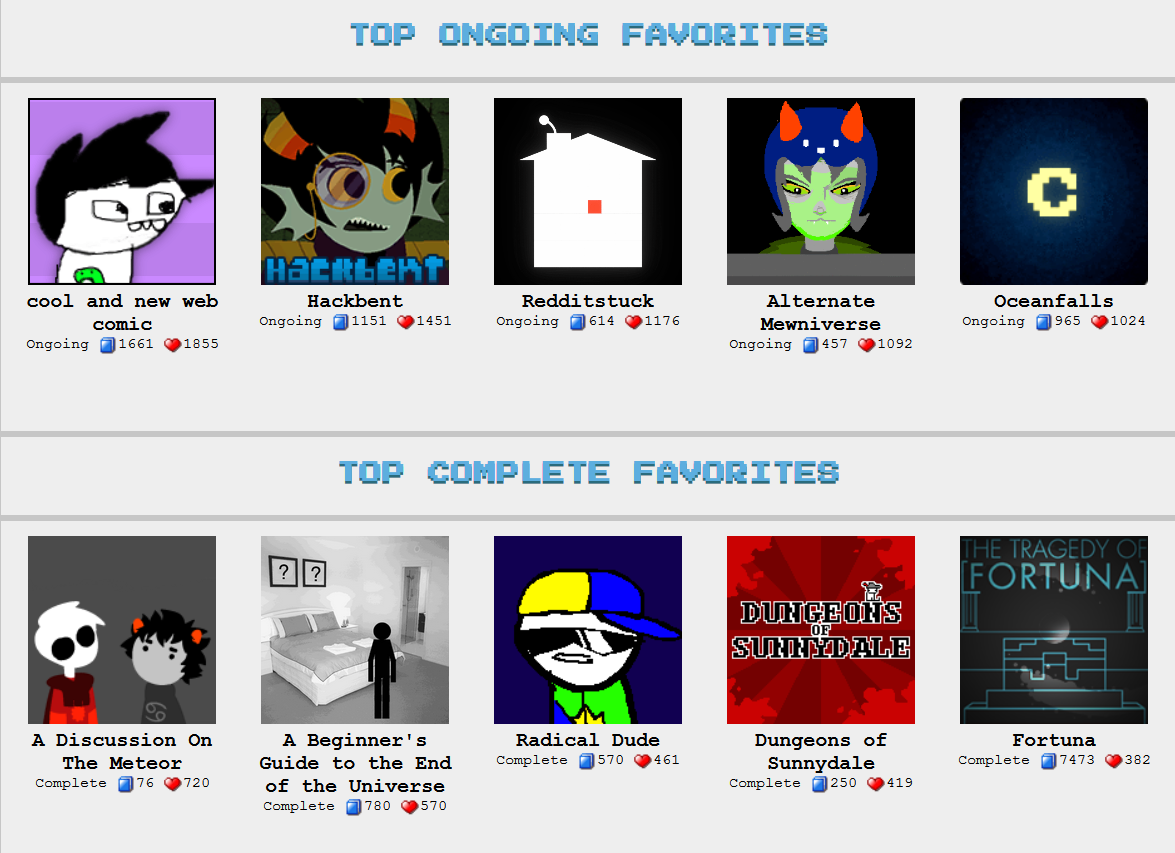 TOP ONGOING FAVORITES
Hackbent
C
cool and new web
comic
Ongoing 1661 1855
Hackbent
Ongoing 1151 1451
Redditstuck
Ongoing 614 1176
Alternate
Mewniverse
Ongoing 457 1092
Oceanfalls
Ongoing 965 1024
TOP COMPLETE FAVORITES
? ?
69
DUNGEONS
OF
SUNNYDALE
THE TRAGEDY OF
[FORTUNA]
A Discussion On
The Meteor
Complete 76 720
A Beginner's
Guide to the End
of the Universe
Complete 780 570
Radical Dude
Complete 570 461
Dungeons of
Sunnydale
Complete 250 419
Fortuna
Complete 7473 382